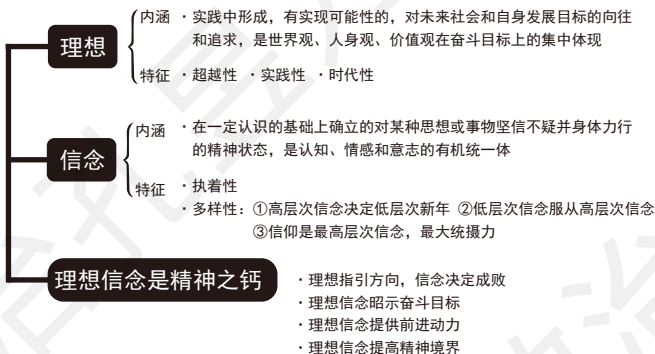 理想
内涵 ·实践中形成，有实现可能性的，对未来社会和自身发展目标的向往
和追求，是世界观、人身观、价值观在奋斗目标上的集中体现
特征 ·超越性 ·实践性 ·时代性
信念
内涵 ·在一定认识的基础上确立的对某种思想或事物坚信不疑并身体力行
的精神状态，是认知、情感和意志的有机统一体
特征 ·执着性
·多样性：①高层次信念决定低层次新年 ②低层次信念服从高层次信念
③信仰是最高层次信念，最大统摄力
理想信念是精神之钙
·理想指引方向，信念决定成败
·理想信念昭示奋斗目标
·理想信念提供前进动力
·理想信念提高精神境界